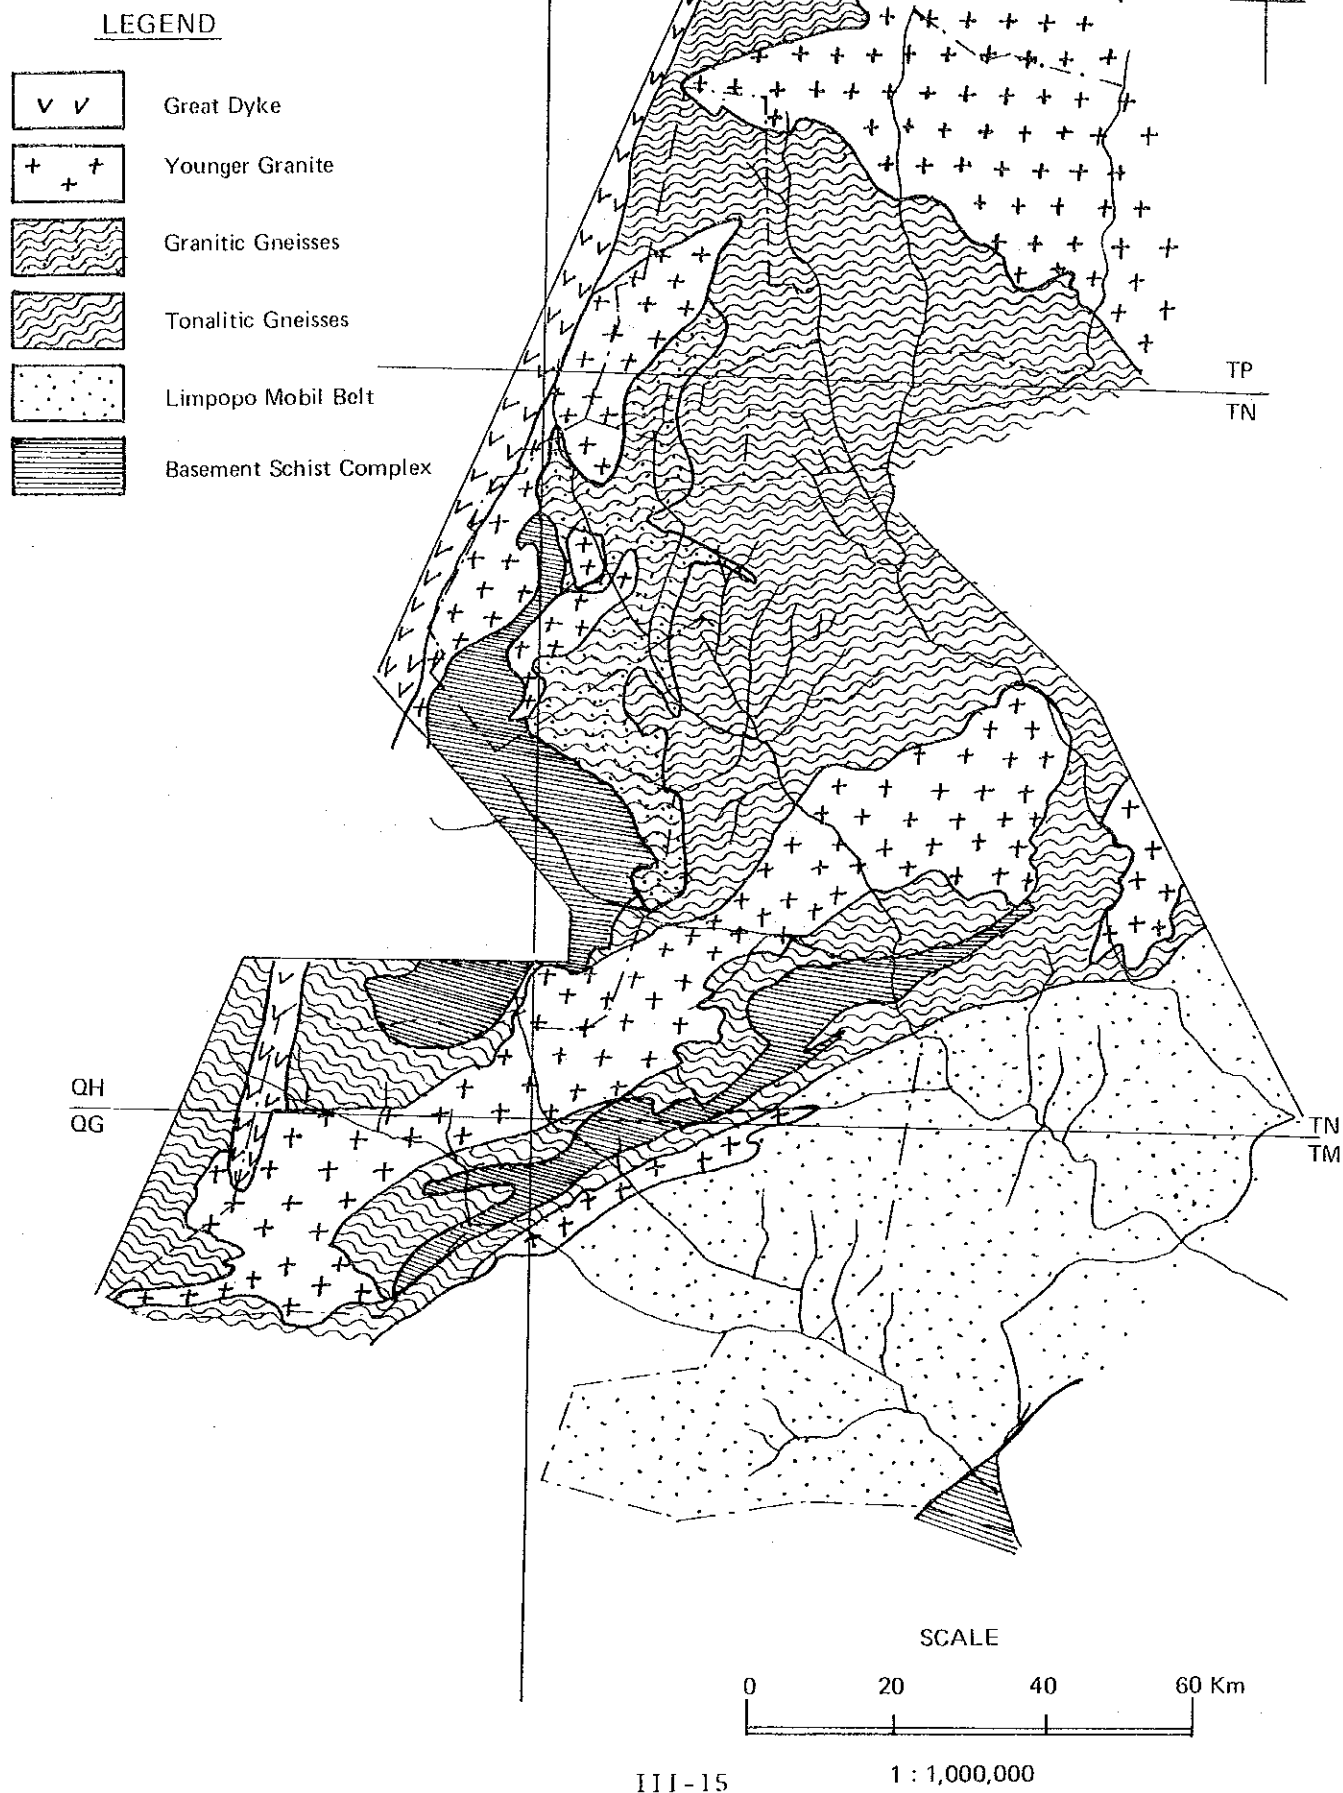 LEGEND
Great Dyke
Younger Granite
Granitic Gneisses
Tonalitic Gneisses
Limpopo Mobil Belt
Basement Schist Complex
TP
TN
QH
QG
TN
TM
SCALE
0 20 40 60 Km
1 : 1,000,000
III-15